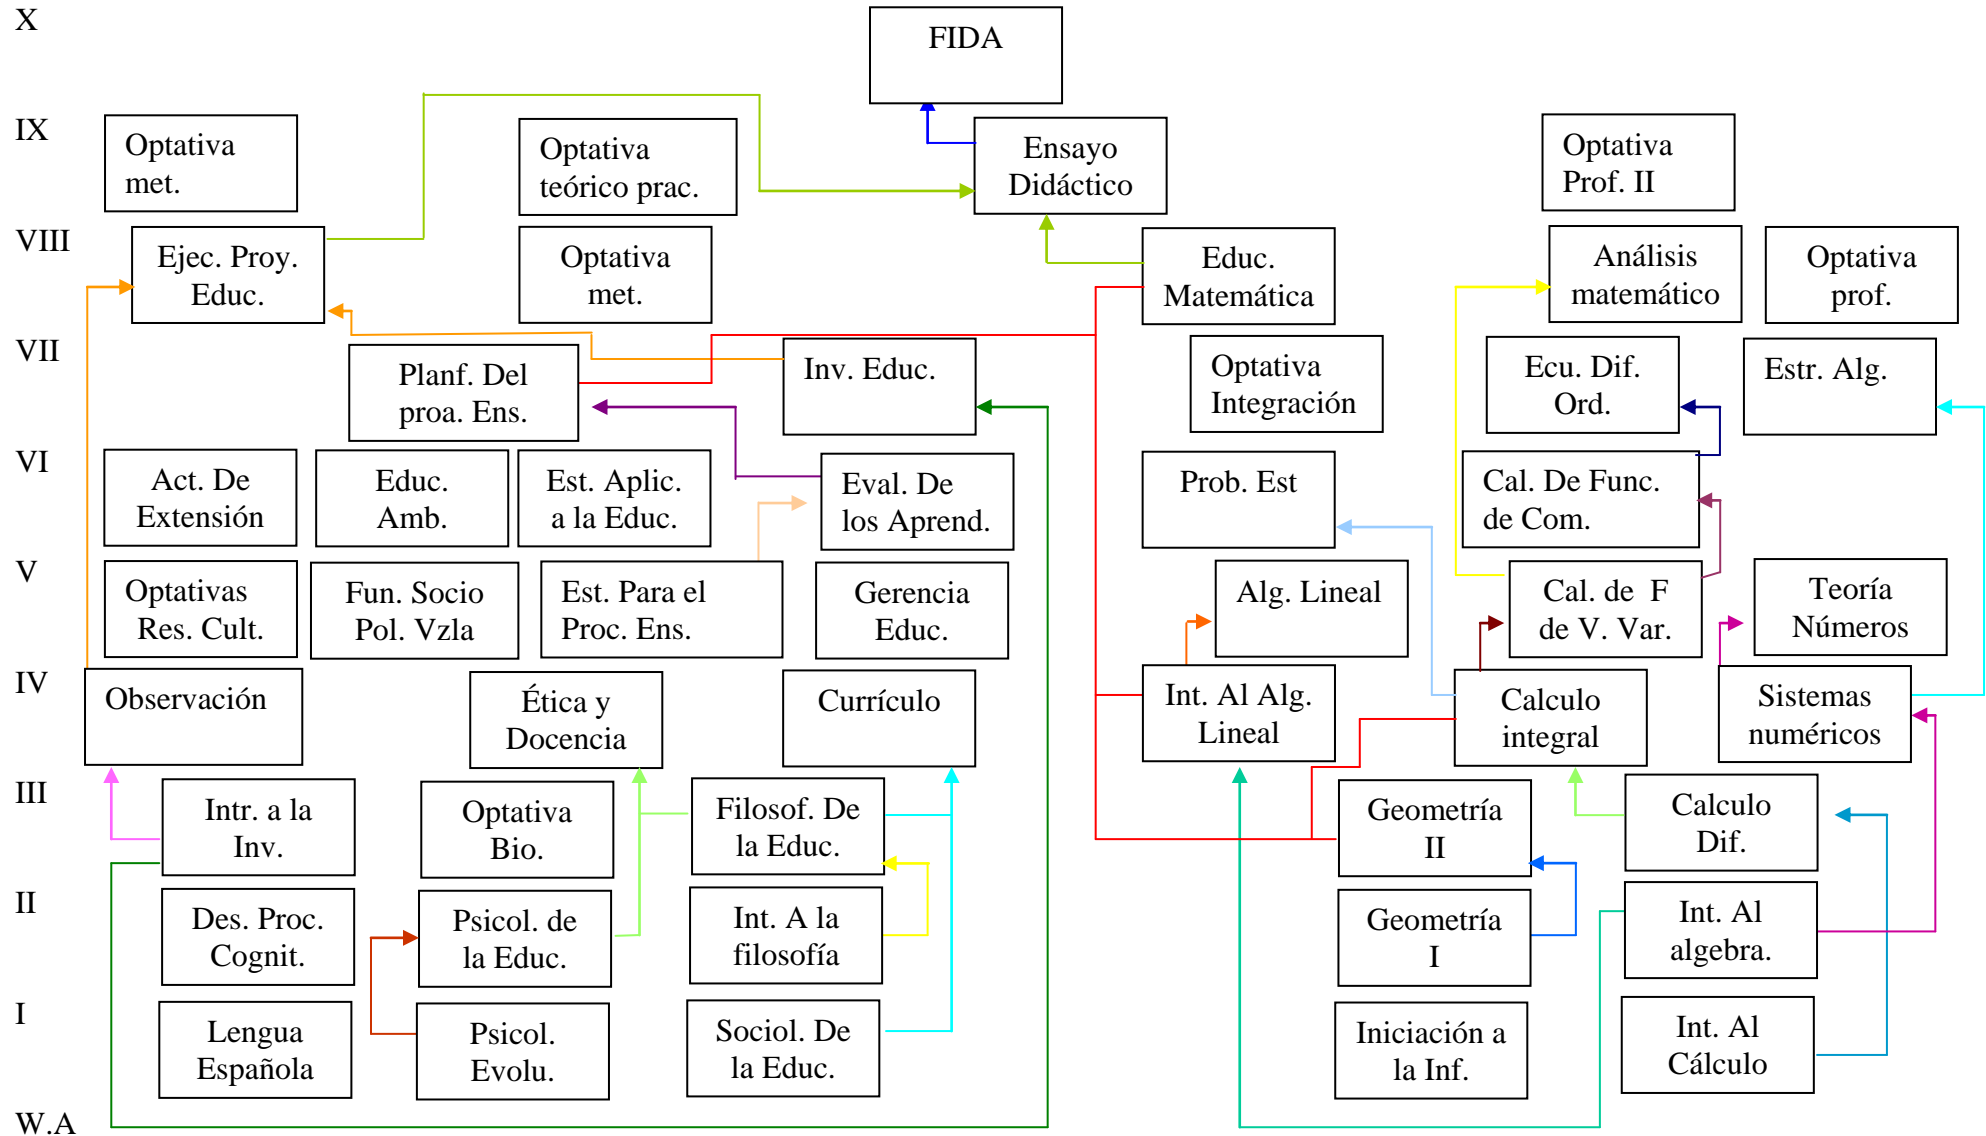 X
FIDA
IX
Optativa
met.
Optativa
teórico prac.
Ensayo
Didáctico
Optativa
Prof. II
VIII
Ejec. Proy.
Educ.
Optativa
met.
Educ.
Matemática
Análisis
matemático
Optativa
prof.
VII
Planf. Del
proa. Ens.
Inv. Educ.
Optativa
Integración
Ecu. Dif.
Ord.
Estr. Alg.
VI
Act. De
Extensión
Educ.
Amb.
Est. Aplic.
a la Educ.
Eval. De
los Aprend.
Prob. Est
Cal. De Func.
de Com.
V
Optativas
Res. Cult.
Fun. Socio
Pol. Vzla
Est. Para el
Proc. Ens.
Gerencia
Educ.
Alg. Lineal
Cal. de F
de V. Var.
Teoría
Números
IV
Observación
Ética y
Docencia
Currículo
Int. Al Alg.
Lineal
Calculo
integral
Sistemas
numéricos
III
Intr. a la
Inv.
Optativa
Bio.
Filosof. De
la Educ.
Geometría
II
Calculo
Dif.
II
Des. Proc.
Cognit.
Psicol. de
la Educ.
Int. A la
filosofía
Geometría
I
Int. Al
algebra.
I
Lengua
Española
Psicol.
Evolu.
Sociol. De
la Educ.
Iniciación a
la Inf.
Int. Al
Cálculo
W.A